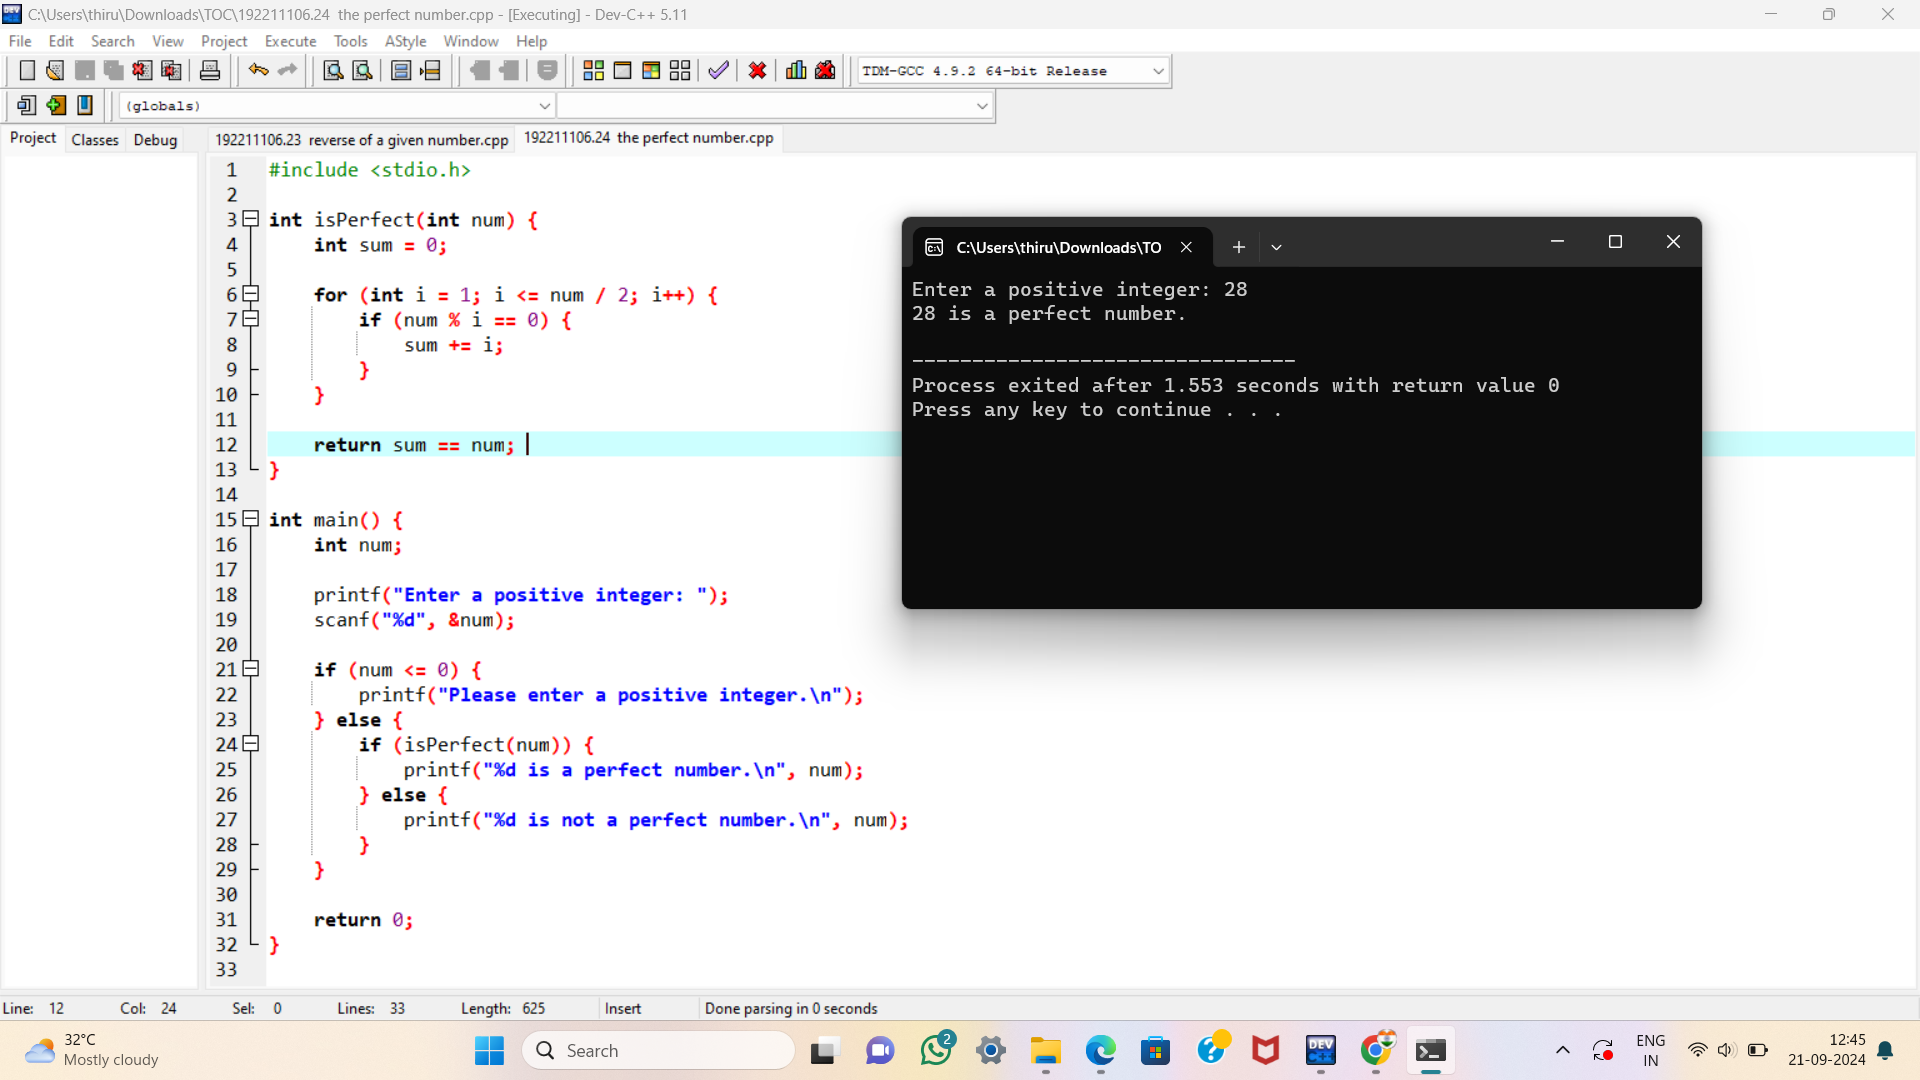 C:\Users\thiru\Downloads\TOC\192211106.24  the perfect number.cpp - [Executing] - Dev-C++ 5.11
File Edit Search View Project Execute Tools AStyle Window Help
TDM-GCC 4.9.2 64-bit Release
(globals)
Project Classes Debug 192211106.23  reverse of a given number.cpp 192211106.24  the perfect number.cpp
1 #include <stdio.h>
2
3 int isPerfect(int num) {
4     int sum = 0;
5
6     for (int i = 1; i <= num / 2; i++) {
7         if (num % i == 0) {
8             sum += i;
9         }
10     }
11
12     return sum == num;
13 }
14
15 int main() {
16     int num;
17
18     printf("Enter a positive integer: ");
19     scanf("%d", &num);
20
21     if (num <= 0) {
22         printf("Please enter a positive integer.\n");
23     } else {
24         if (isPerfect(num)) {
25             printf("%d is a perfect number.\n", num);
26         } else {
27             printf("%d is not a perfect number.\n", num);
28         }
29     }
30
31     return 0;
32 }
33
C:\Users\thiru\Downloads\TO
Enter a positive integer: 28
28 is a perfect number.
--------------------------------
Process exited after 1.553 seconds with return value 0
Press any key to continue . . .
Line: 12 Col: 24 Sel: 0 Lines: 33 Length: 625 Insert Done parsing in 0 seconds
32°C
Mostly cloudy
Search
2
DEV
C++
ENG
IN
12:45
21-09-2024